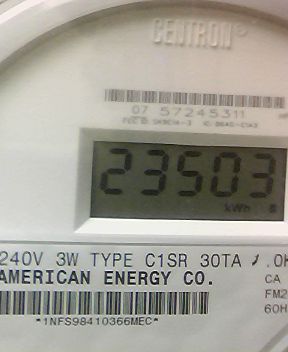 CENTRON®
07 57245311
23503
kWh
240V 3W TYPE C1SR 30TA
AMERICAN ENERGY CO. CA
FM2
60H
*1NFS98410366MEC*